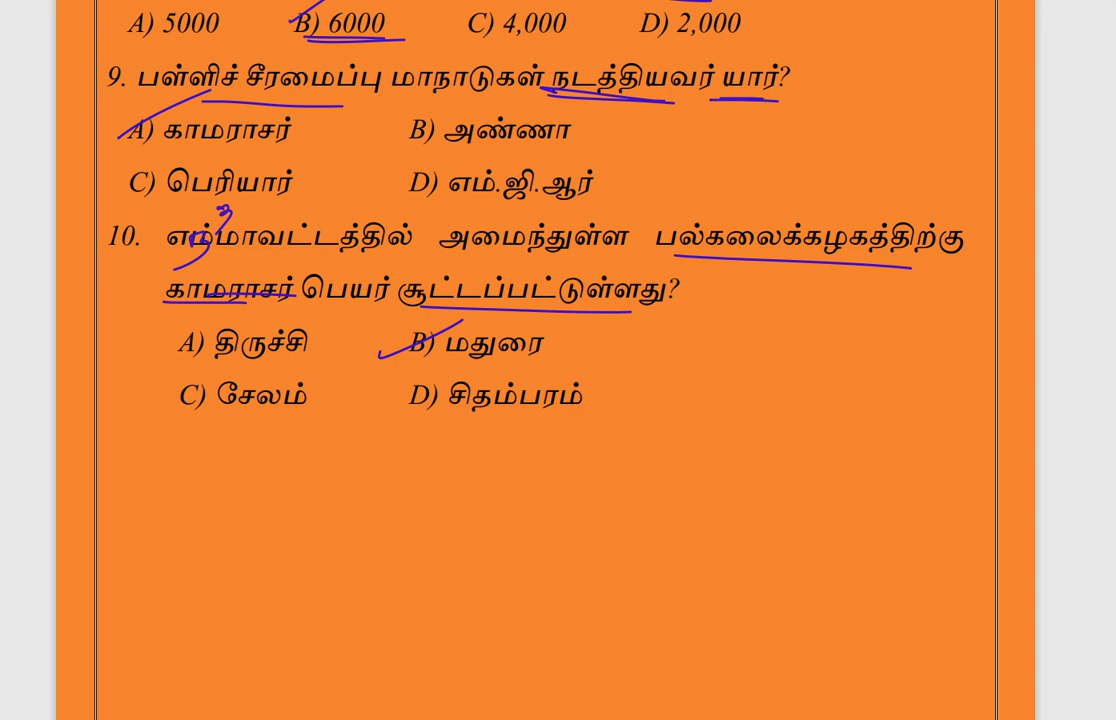 A) 5000 B) 6000 C) 4,000 D) 2,000
9. பள்ளிச் சீரமைப்பு மாநாடுகள் நடத்தியவர் யார்?
A) காமராசர் B) அண்ணா
C) பெரியார் D) எம்.ஜி.ஆர்
10. எம்மாவட்டத்தில் அமைந்துள்ள பல்கலைக்கழகத்திற்கு
காமராசர் பெயர் சூட்டப்பட்டுள்ளது?
A) திருச்சி B) மதுரை
C) சேலம் D) சிதம்பரம்